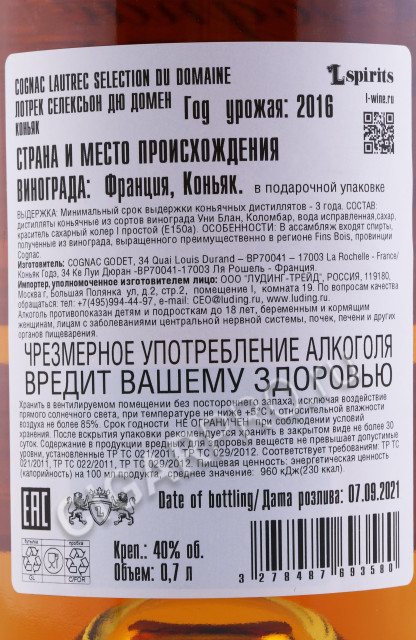 COGNAC LAUTREC SELECTION DU DOMAINE
ЛОТРЕК СЕЛЕКСЬОН ДЮ ДОМЕН
КОНЬЯК
Год урожая: 2016
L spirits
l-wine.ru
СТРАНА И МЕСТО ПРОИСХОЖДЕНИЯ
ВИНОГРАДА: Франция, Коньяк. в подарочной упаковке
ВЫДЕРЖКА: Минимальный срок выдержки коньячных дистиллятов - 3 года. СОСТАВ:
дистилляты коньячные из сортов винограда Уни Блан, Коломбар, вода исправленная, сахар,
краситель сахарный колер I простой (Е150а). ОСОБЕННОСТИ: В ассамбляж входят спирты,
полученные из винограда, выращенного преимущественно в регионе Fins Bois, провинции
Cognac.
Изготовитель: COGNAC GODET, 34 Quai Louis Durand – BP70041 – 17003 La Rochelle - France/
Коньяк Годэ, 34 Ке Луи Дюран -BP70041-17003 Ля Рошель - Франция.
Импортер, уполномоченное изготовителем лицо: ООО "ЛУДИНГ-ТРЕЙД", РОССИЯ, 119180,
Москва г, Большая Полянка ул, д.2, стр.2, помещение I, комната 19. По вопросам качества
обращаться: тел: +7(495)994-44-97, e-mail: CEO@luding.ru, http://www.luding.ru.
Алкоголь противопоказан детям и подросткам до 18 лет, беременным и кормящим
женщинам, лицам с заболеваниями центральной нервной системы, почек, печени и других
органов пищеварения.
ЧРЕЗМЕРНОЕ УПОТРЕБЛЕНИЕ АЛКОГОЛЯ
ВРЕДИТ ВАШЕМУ ЗДОРОВЬЮ
Хранить в вентилируемом помещении без постороннего запаха, исключая воздействие
прямого солнечного света, при температуре не ниже +5°С и относительной влажности
воздуха не более 85%. Срок годности НЕ ОГРАНИЧЕН при соблюдении условий
хранения. После вскрытия упаковки рекомендуется хранить в закрытом виде не более 30
суток. Содержание в продукции вредных для здоровья веществ не превышает допустимые
уровни, установленные ТР ТС 021/2011, ТР ТС 029/2012. Соответствует требованиям: ТР ТС
021/2011, ТР ТС 022/2011, ТР ТС 029/2012. Пищевая ценность: энергетическая ценность
(калорийность) на 100 мл продукта, среднее значение: 960 кДж(230 ккал).
Date of bottling/ Дата розлива: 07.09.2021
ЕАС
бутылка
пробка
GL
C/FOR
Креп.: 40% об.
Объем: 0,7 л
3 278487 693580